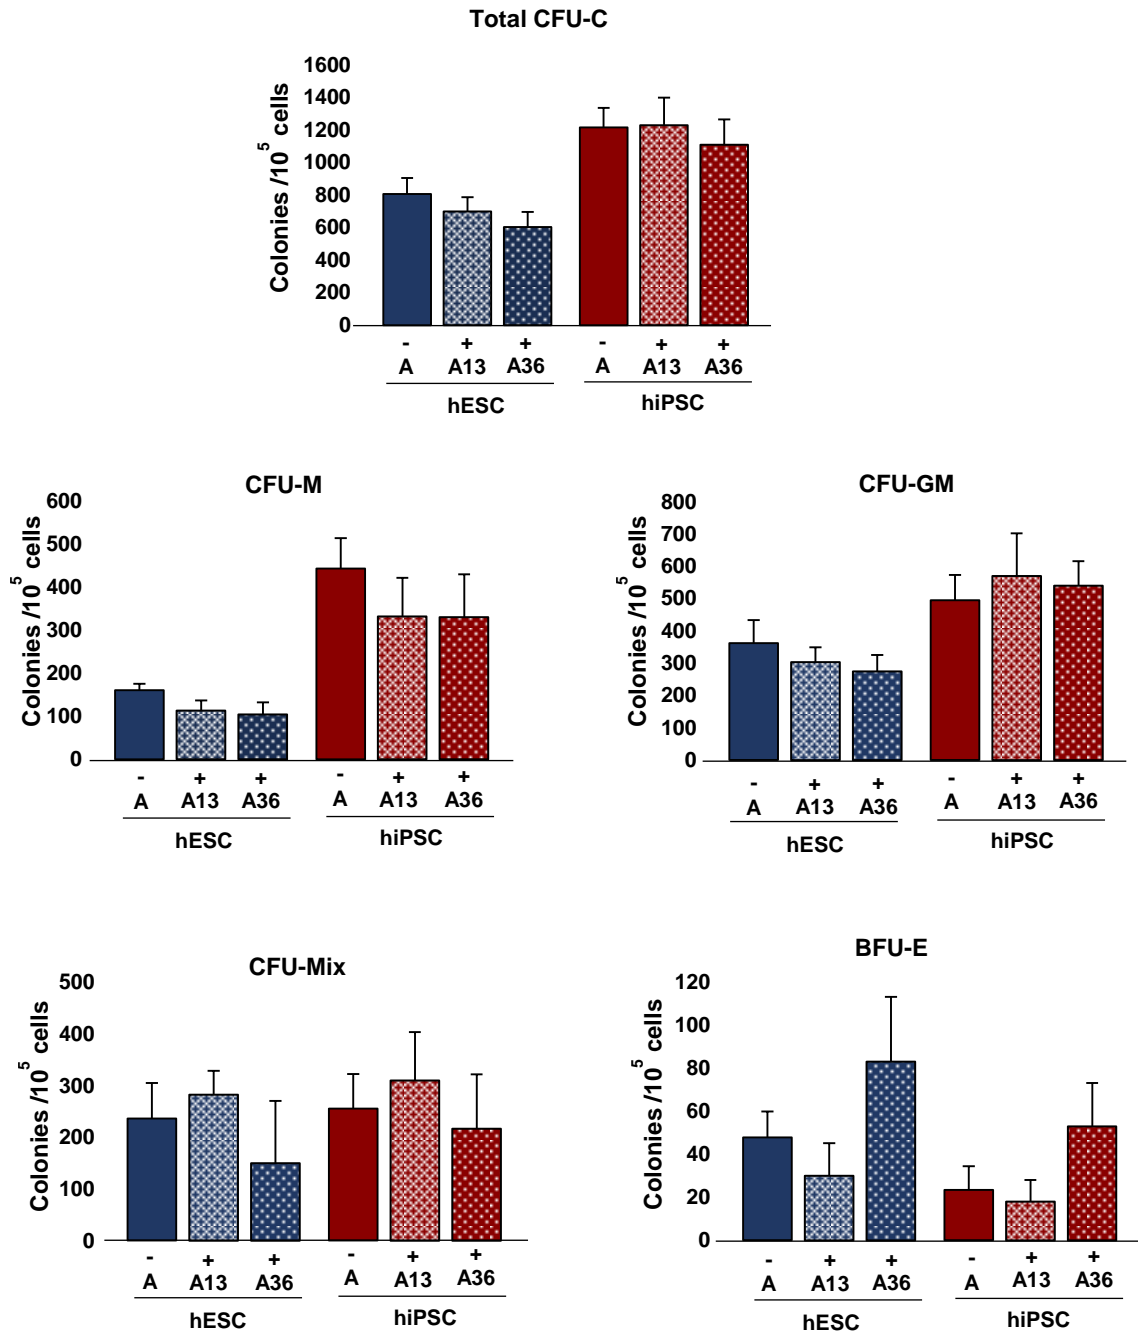 Total CFU-C
Colonies /10^5 cells
1600
1400
1200
1000
800
600
400
200
0
- + + - + +
A A13 A36 A A13 A36
hESC hiPSC
CFU-M
Colonies /10^5 cells
600
500
400
300
200
100
0
- + + - + +
A A13 A36 A A13 A36
hESC hiPSC
CFU-GM
Colonies /10^5 cells
800
700
600
500
400
300
200
100
0
- + + - + +
A A13 A36 A A13 A36
hESC hiPSC
CFU-Mix
Colonies /10^5 cells
500
400
300
200
100
0
- + + - + +
A A13 A36 A A13 A36
hESC hiPSC
BFU-E
Colonies /10^5 cells
120
100
80
60
40
20
0
- + + - + +
A A13 A36 A A13 A36
hESC hiPSC